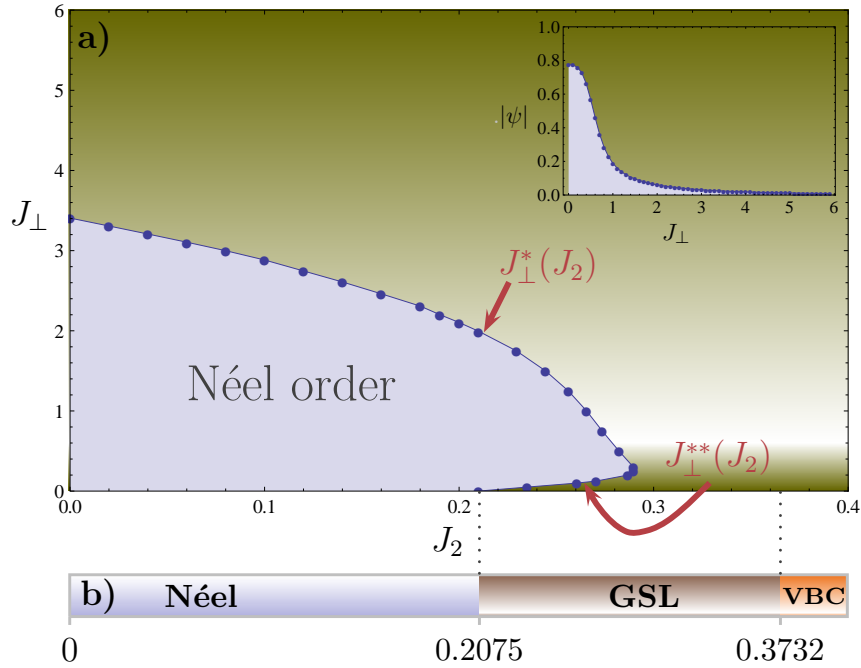 a)
1.0
0.8
0.6
|ψ|
0.4
0.2
0.0
0 1 2 3 4 5 6
J⊥
6
5
4
J⊥
3
2
1
0
J*⊥(J2)
Néel order
J**⊥(J2)
0.0 0.1 0.2 0.3 0.4
J2
b) Néel GSL VBC
0 0.2075 0.3732